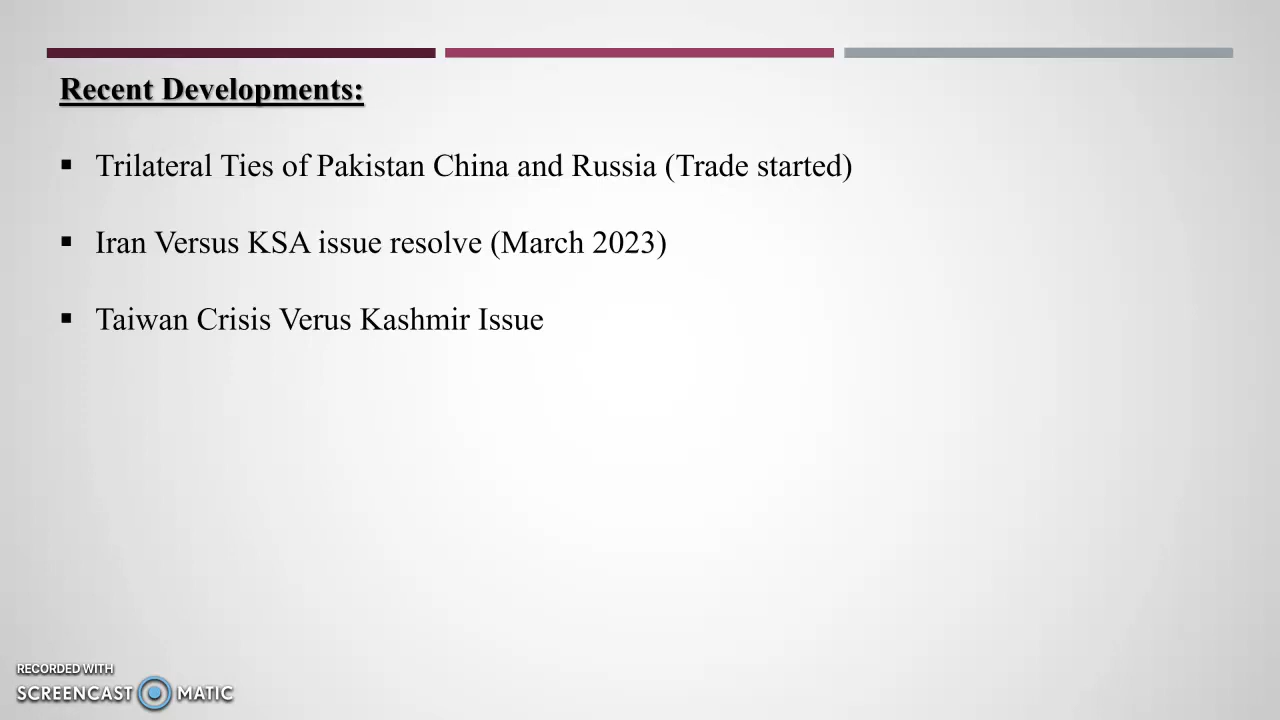 Recent Developments:
▪ Trilateral Ties of Pakistan China and Russia (Trade started)
▪ Iran Versus KSA issue resolve (March 2023)
▪ Taiwan Crisis Verus Kashmir Issue
RECORDED WITH
SCREENCAST MATIC